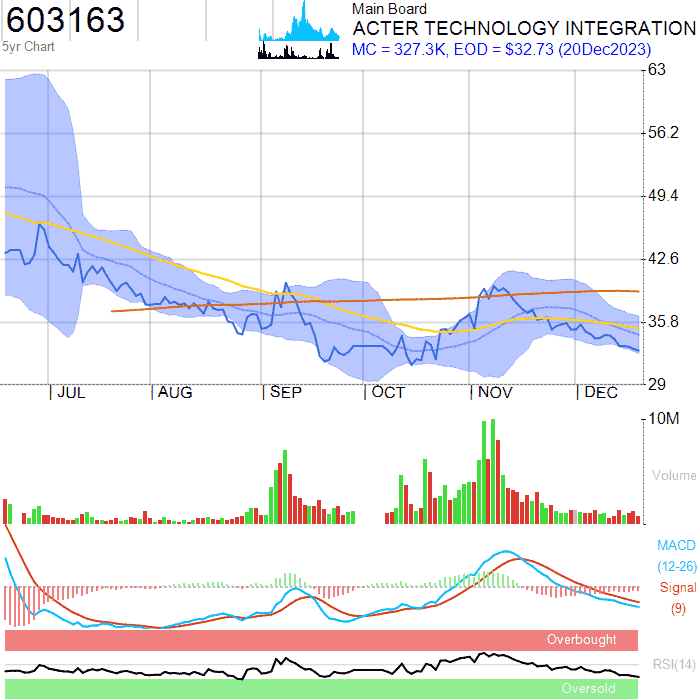 603163
5yr Chart
Main Board
ACTER TECHNOLOGY INTEGRATION
MC = 327.3K, EOD = $32.73 (20Dec2023)
63
56.2
49.4
42.6
35.8
29
JUL AUG SEP OCT NOV DEC
10M
Volume
MACD
(12-26)
Signal
(9)
Overbought
RSI(14)
Oversold